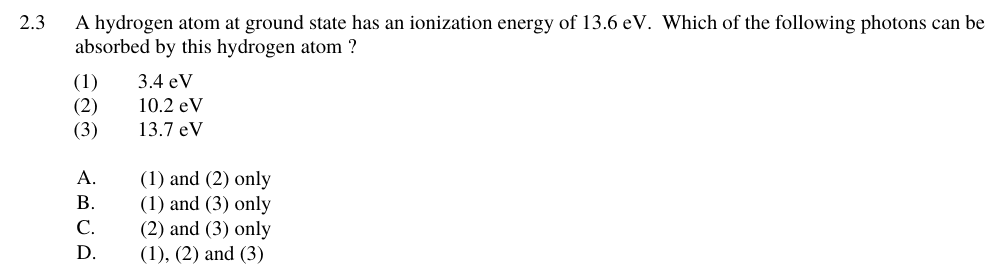 2.3 A hydrogen atom at ground state has an ionization energy of 13.6 eV. Which of the following photons can be
absorbed by this hydrogen atom ?
(1) 3.4 eV
(2) 10.2 eV
(3) 13.7 eV
A. (1) and (2) only
B. (1) and (3) only
C. (2) and (3) only
D. (1), (2) and (3)